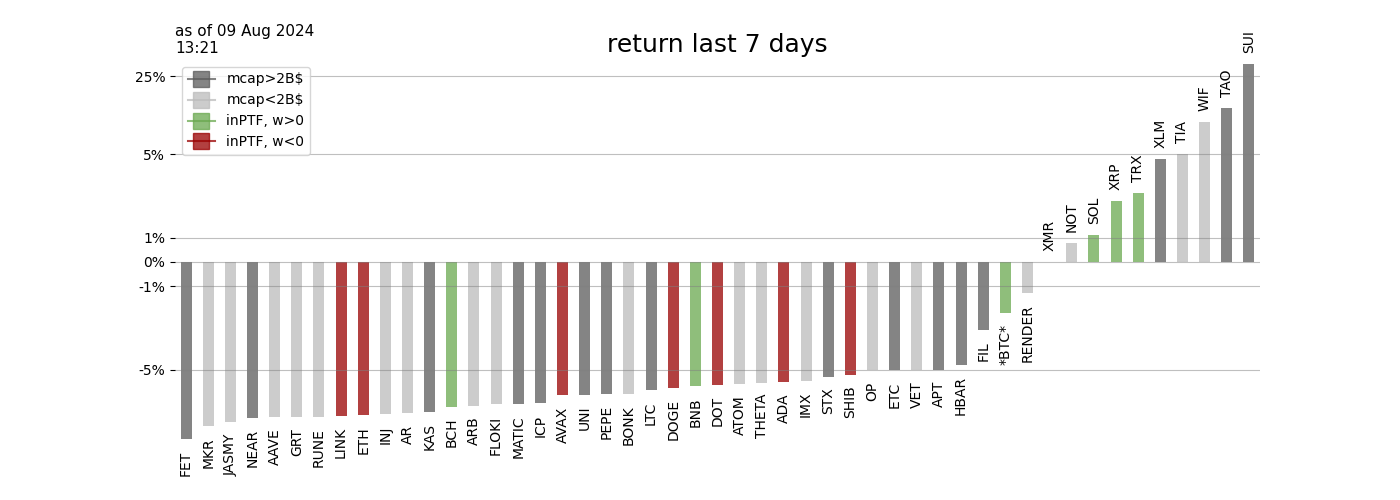 as of 09 Aug 2024
13:21
return last 7 days
25%
5%
1%
0%
-1%
-5%
mcap>2B$
mcap<2B$
inPTF, w>0
inPTF, w<0
FET
MKR
JASMY
NEAR
AAVE
GRT
RUNE
LINK
ETH
INJ
AR
KAS
BCH
ARB
FLOKI
MATIC
ICP
AVAX
UNI
PEPE
BONK
LTC
DOGE
BNB
DOT
ATOM
THETA
ADA
IMX
STX
SHIB
OP
ETC
VET
APT
HBAR
FIL
*BTC*
RENDER
XMR
NOT
SOL
XRP
TRX
XLM
TIA
WIF
TAO
SUI